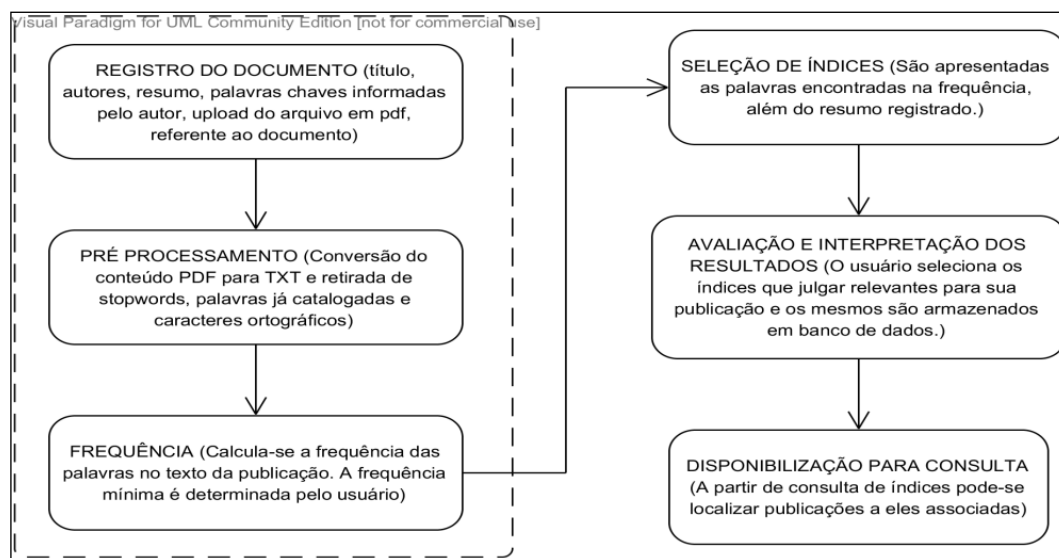 Visual Paradigm for UML Community Edition [not for commercial use]
REGISTRO DO DOCUMENTO (título,
autores, resumo, palavras chaves informadas
pelo autor, upload do arquivo em pdf,
referente ao documento)
PRÉ PROCESSAMENTO (Conversão do
conteúdo PDF para TXT e retirada de
stopwords, palavras já catalogadas e
caracteres ortográficos)
FREQUÊNCIA (Calcula-se a frequência das
palavras no texto da publicação. A frequência
mínima é determinada pelo usuário)
SELEÇÃO DE ÍNDICES (São apresentadas
as palavras encontradas na frequência,
além do resumo registrado.)
AVALIAÇÃO E INTERPRETAÇÃO DOS
RESULTADOS (O usuário seleciona os
índices que julgar relevantes para sua
publicação e os mesmos são armazenados
em banco de dados.)
DISPONIBILIZAÇÃO PARA CONSULTA
(A partir de consulta de índices pode-se
localizar publicações a eles associadas)